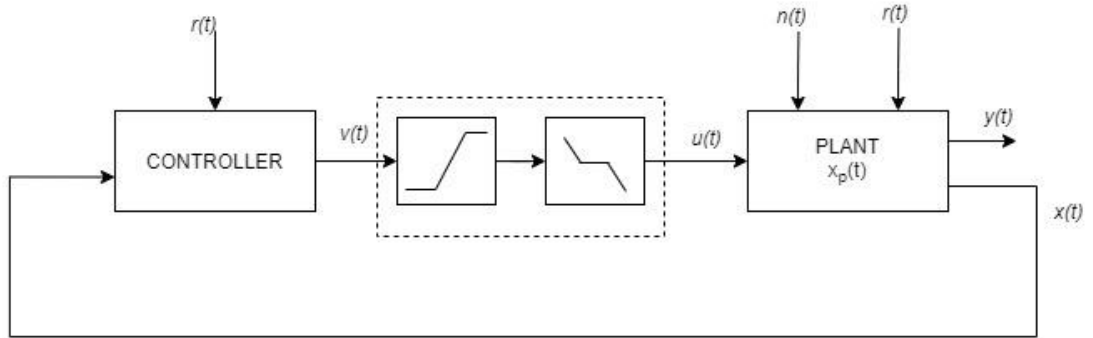 r(t)
n(t)
r(t)
CONTROLLER
v(t)
u(t)
PLANT
xp(t)
y(t)
x(t)